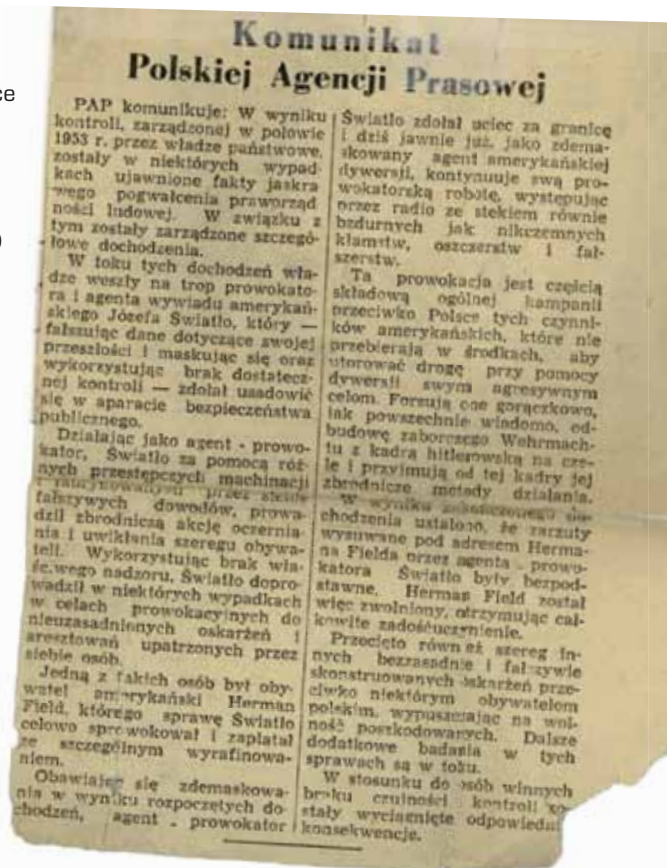 ce
)
Komunikat
Polskiej Agencji Prasowej
PAP komunikuje: W wyniku
kontroli, zarządzonej w połowie
1953 r. przez władze państwowe,
zostały w niektórych wypad-
kach ujawnione fakty jaskra
wego pogwałcenia praworząd
ności ludowej. W związku z
tym zostały zarządzone szczegó-
łowe dochodzenia.
W toku tych dochodzeń wła-
dze weszły na trop prowokato-
ra i agenta wywiadu amerykań-
skiego Józefa Światło, który —
fałszując dane dotyczące swojej
przeszłości i maskując się oraz
wykorzystując brak dostatecz-
nej kontroli — zdołał usadowić
się w aparacie bezpieczeństwa
publicznego.
Działając jako agent - prowo-
kator, Światło za pomocą róż-
nych przestępczych machinacji
i fabrykowanych przez siebie
fałszywych dowodów, prowa-
dził zbrodniczą akcję oczernia-
nia i uwikłania szeregu obywa-
teli. Wykorzystując brak wła-
śc.wego nadzoru, Światło dopro-
wadził w niektórych wypadkach
w celach prowokacyjnych do
nieuzasadnionych oskarżeń i
aresztowań upatrzonych przez
siebie osób.
Jedną z takich osób był oby-
watel amerykański Herman
Field, którego sprawę Światło
celowo sprowokował i zaplątał
ze szczególnym wyrafinowa-
niem.
Obawiając się zdemaskowa-
nia w wyniku rozpoczętych do-
chodzeń, agent - prowokator
Światło zdołał uciec za granicę
i dziś jawnie już, jako zdema-
skowany agent amerykańskiej
dywersji, kontynuuje swą pro-
wokatorską robotę, występując
przez radio ze stekiem równie
bzdurnych jak nikczemnych
kłamstw, oszczerstw i fał-
szerstw.
Ta prowokacja jest częścią
składową ogólnej kampanii
przeciwko Polsce tych czynni-
ków amerykańskich, które nie
przebierają w środkach, aby
utorować drogę przy pomocy
dywersji swym agresywnym
celom. Forsują one gorączkowo,
jak powszechnie wiadomo, od-
budowę zaborczego Wehrmach-
tu z kadrą hitlerowską na cze-
le i przyjmują od tej kadry jej
zbrodnicze metody działania.
W wyniku zakończonego do-
chodzenia ustalono, że zarzuty
wysuwane pod adresem Herma-
na Fielda przez agenta - prowo-
katora Światło były bezpod-
stawne. Herman Field został
więc zwolniony, otrzymując cał-
kowite zadośćuczynienie.
Przecięto również szereg in-
nych bezzasadnie i fałszywie
skonstruowanych oskarżeń prze-
ciwko niektórym obywatelom
polskim, wypuszczając na wol-
ność poszkodowanych. Dalsze
dodatkowe badania w tych
sprawach są w toku.
W stosunku do osób winnych
braku czujności i kontroli zo-
stały wyciągnięte odpowiedni
konsekwencje.